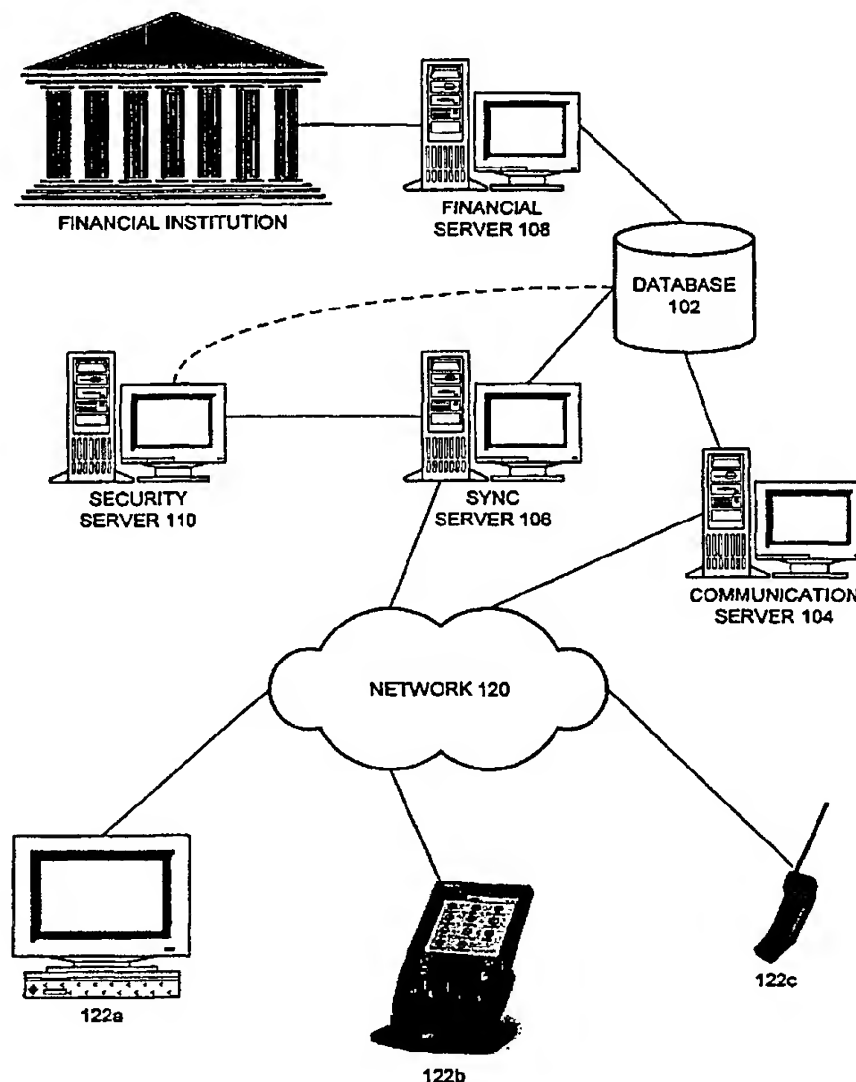 FINANCIAL INSTITUTION
FINANCIAL
SERVER 108
DATABASE
102
SECURITY
SERVER 110
SYNC
SERVER 106
COMMUNICATION
SERVER 104
NETWORK 120
122a
122b
122c